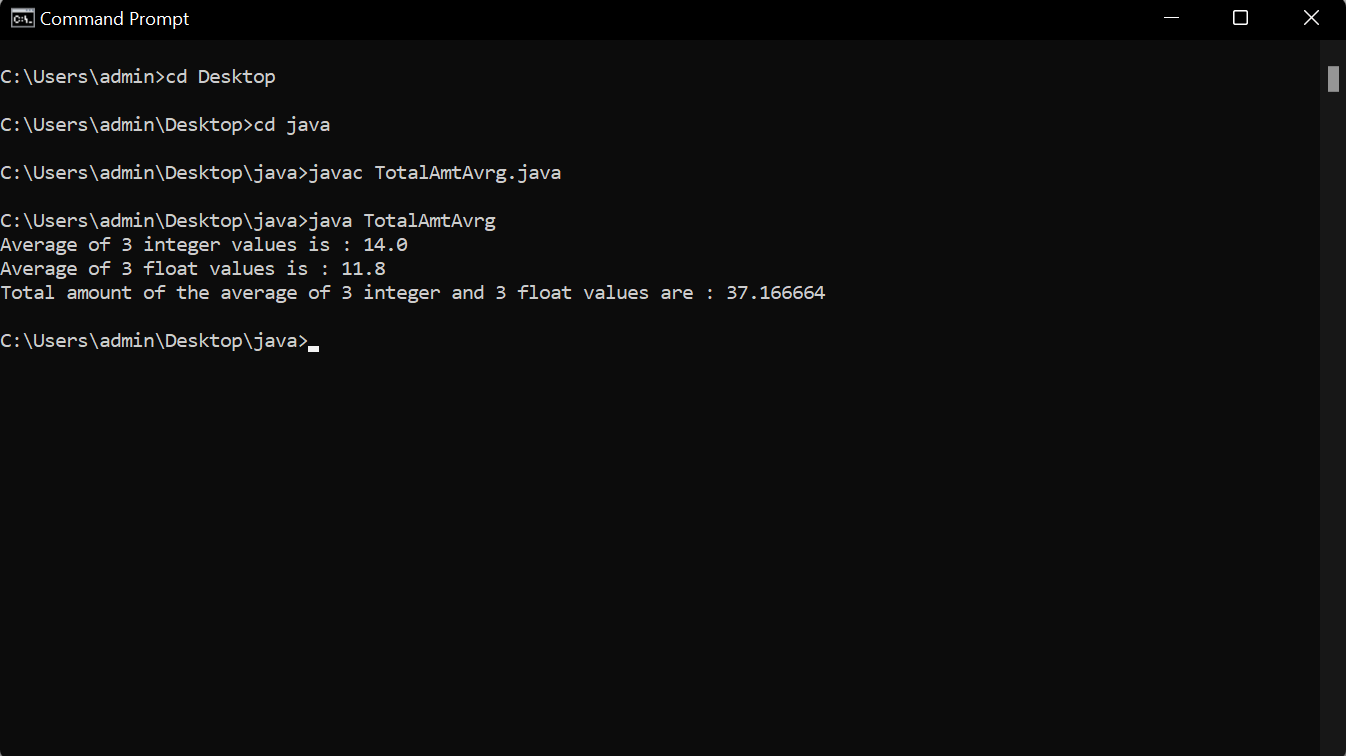 Command Prompt
C:\Users\admin>cd Desktop
C:\Users\admin\Desktop>cd java
C:\Users\admin\Desktop\java>javac TotalAmtAvrg.java
C:\Users\admin\Desktop\java>java TotalAmtAvrg
Average of 3 integer values is : 14.0
Average of 3 float values is : 11.8
Total amount of the average of 3 integer and 3 float values are : 37.166664
C:\Users\admin\Desktop\java>